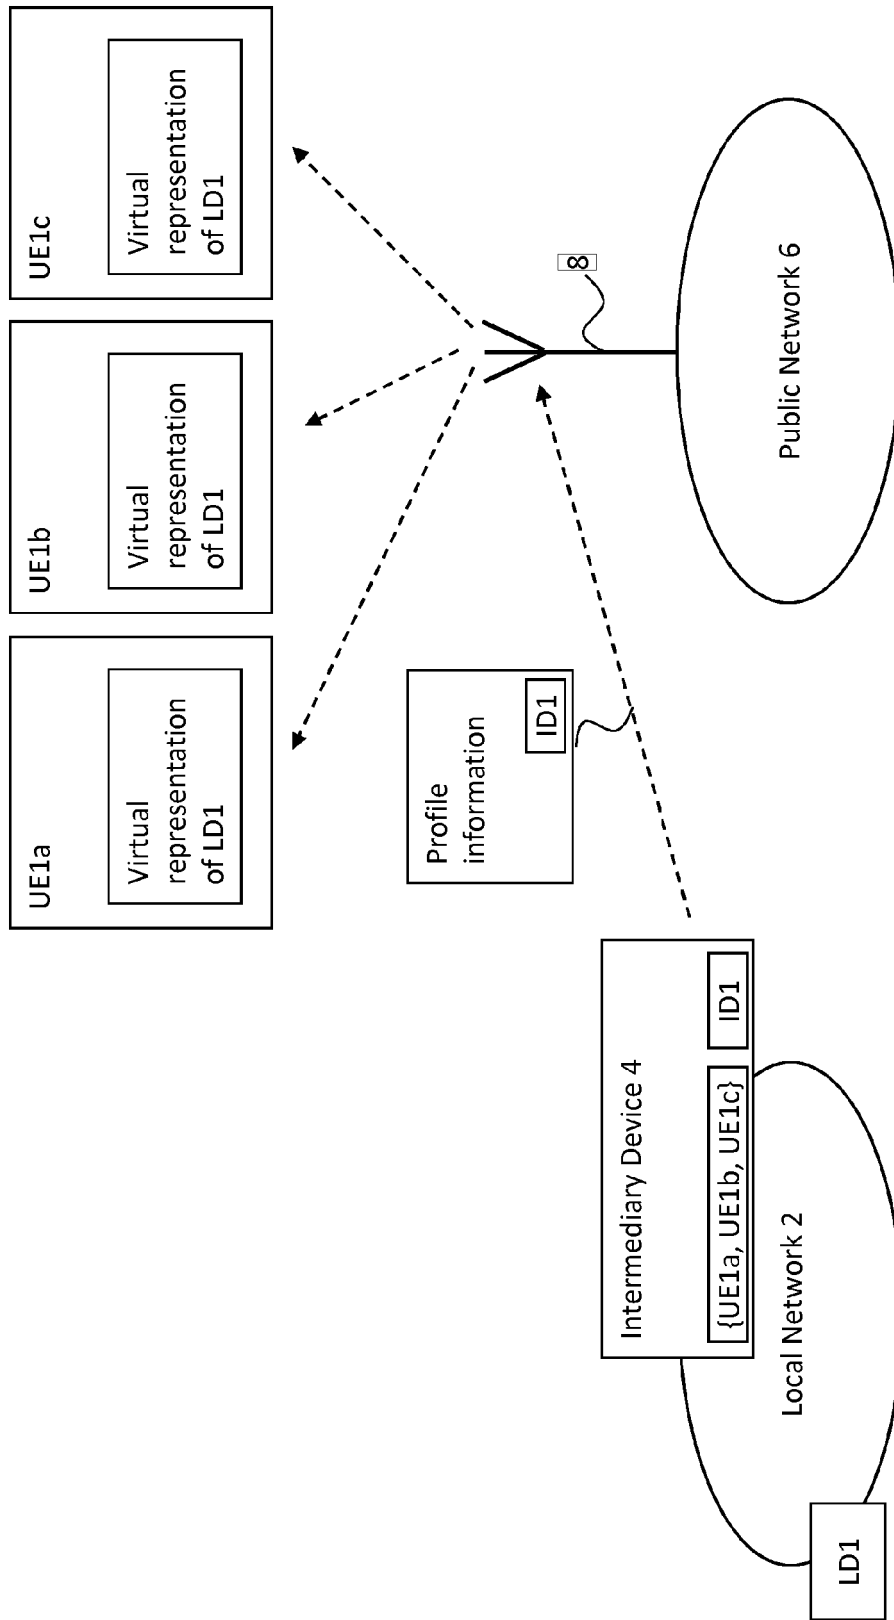 UE1a
Virtual
representation
of LD1
UE1b
Virtual
representation
of LD1
UE1c
Virtual
representation
of LD1
Profile
information
ID1
8
Intermediary Device 4
{UE1a, UE1b, UE1c}
ID1
Local Network 2
LD1
Public Network 6